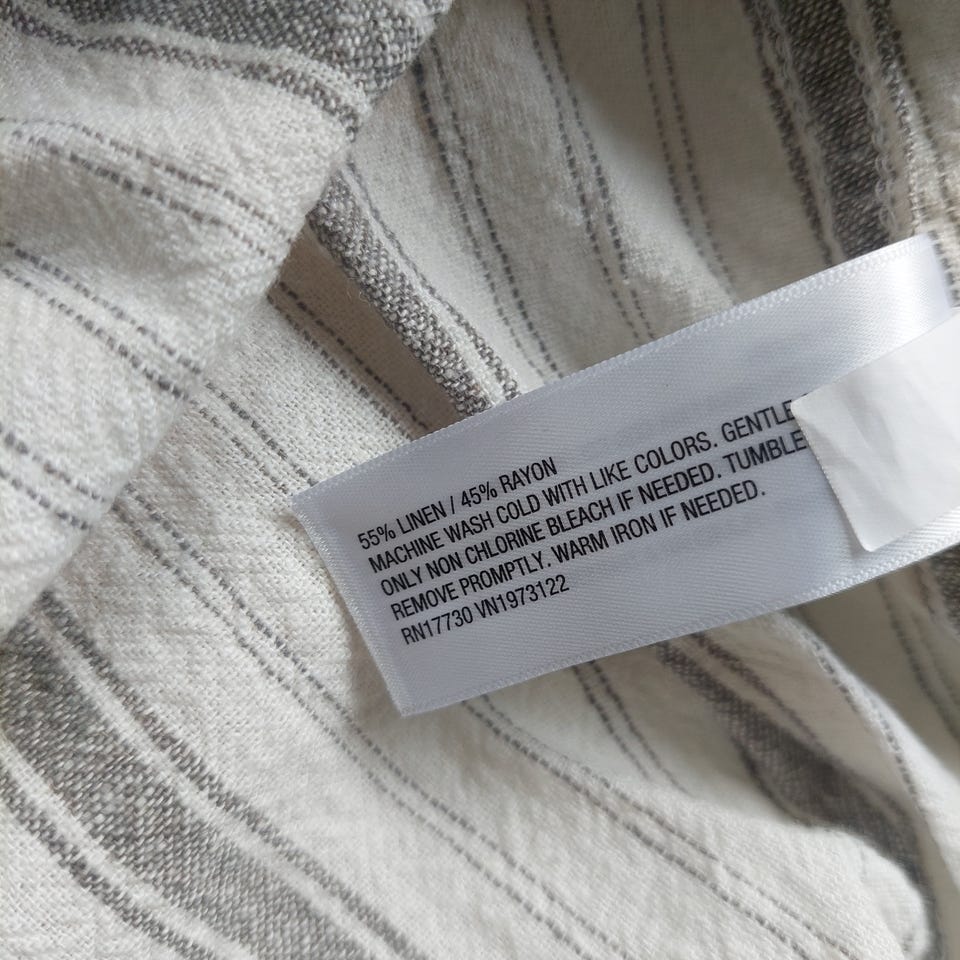 55% LINEN / 45% RAYON
MACHINE WASH COLD WITH LIKE COLORS. GENTLE
ONLY NON CHLORINE BLEACH IF NEEDED. TUMBLE
REMOVE PROMPTLY. WARM IRON IF NEEDED.
RN17730 VN1973122